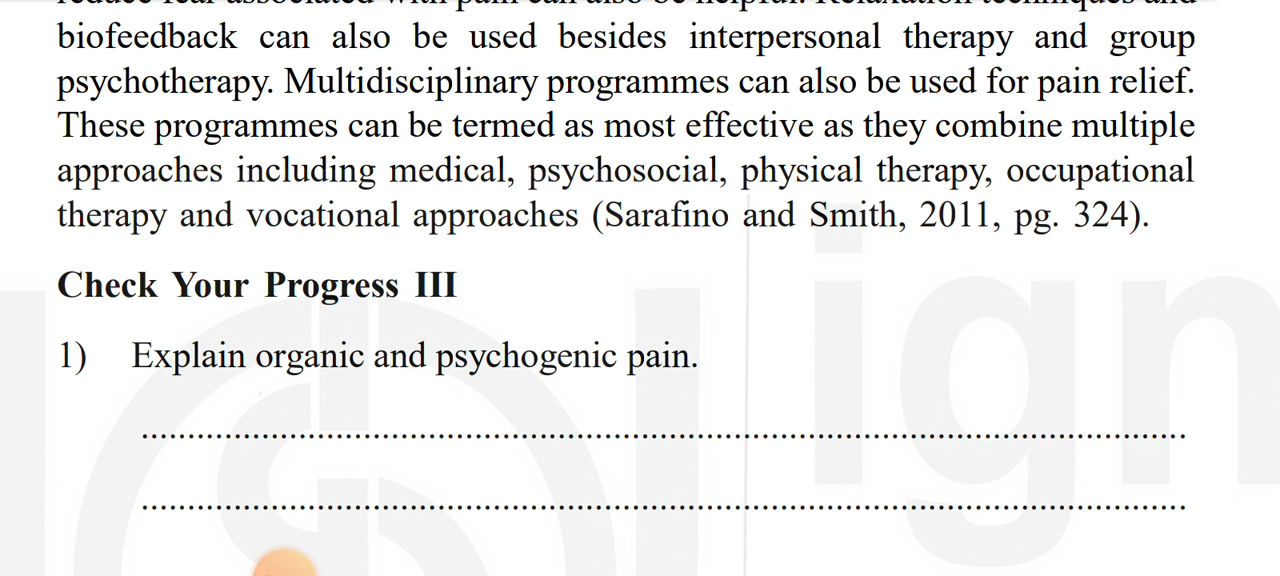 biofeedback can also be used besides interpersonal therapy and group
psychotherapy. Multidisciplinary programmes can also be used for pain relief.
These programmes can be termed as most effective as they combine multiple
approaches including medical, psychosocial, physical therapy, occupational
therapy and vocational approaches (Sarafino and Smith, 2011, pg. 324).
Check Your Progress III
1) Explain organic and psychogenic pain.
ign